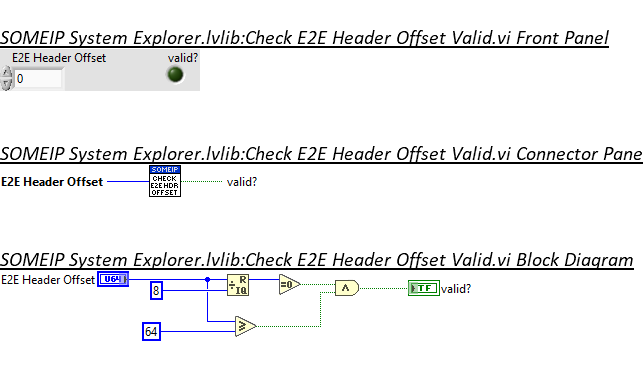 SOMEIP System Explorer.lvlib:Check E2E Header Offset Valid.vi Front Panel
E2E Header Offset valid?
0
SOMEIP System Explorer.lvlib:Check E2E Header Offset Valid.vi Connector Pane
SOMEIP
E2E Header Offset CHECK valid?
E2EHDR
OFFSET
SOMEIP System Explorer.lvlib:Check E2E Header Offset Valid.vi Block Diagram
E2E Header Offset U64 R =0 ∧ TF valid?
8 ÷ IQ
64 ≥